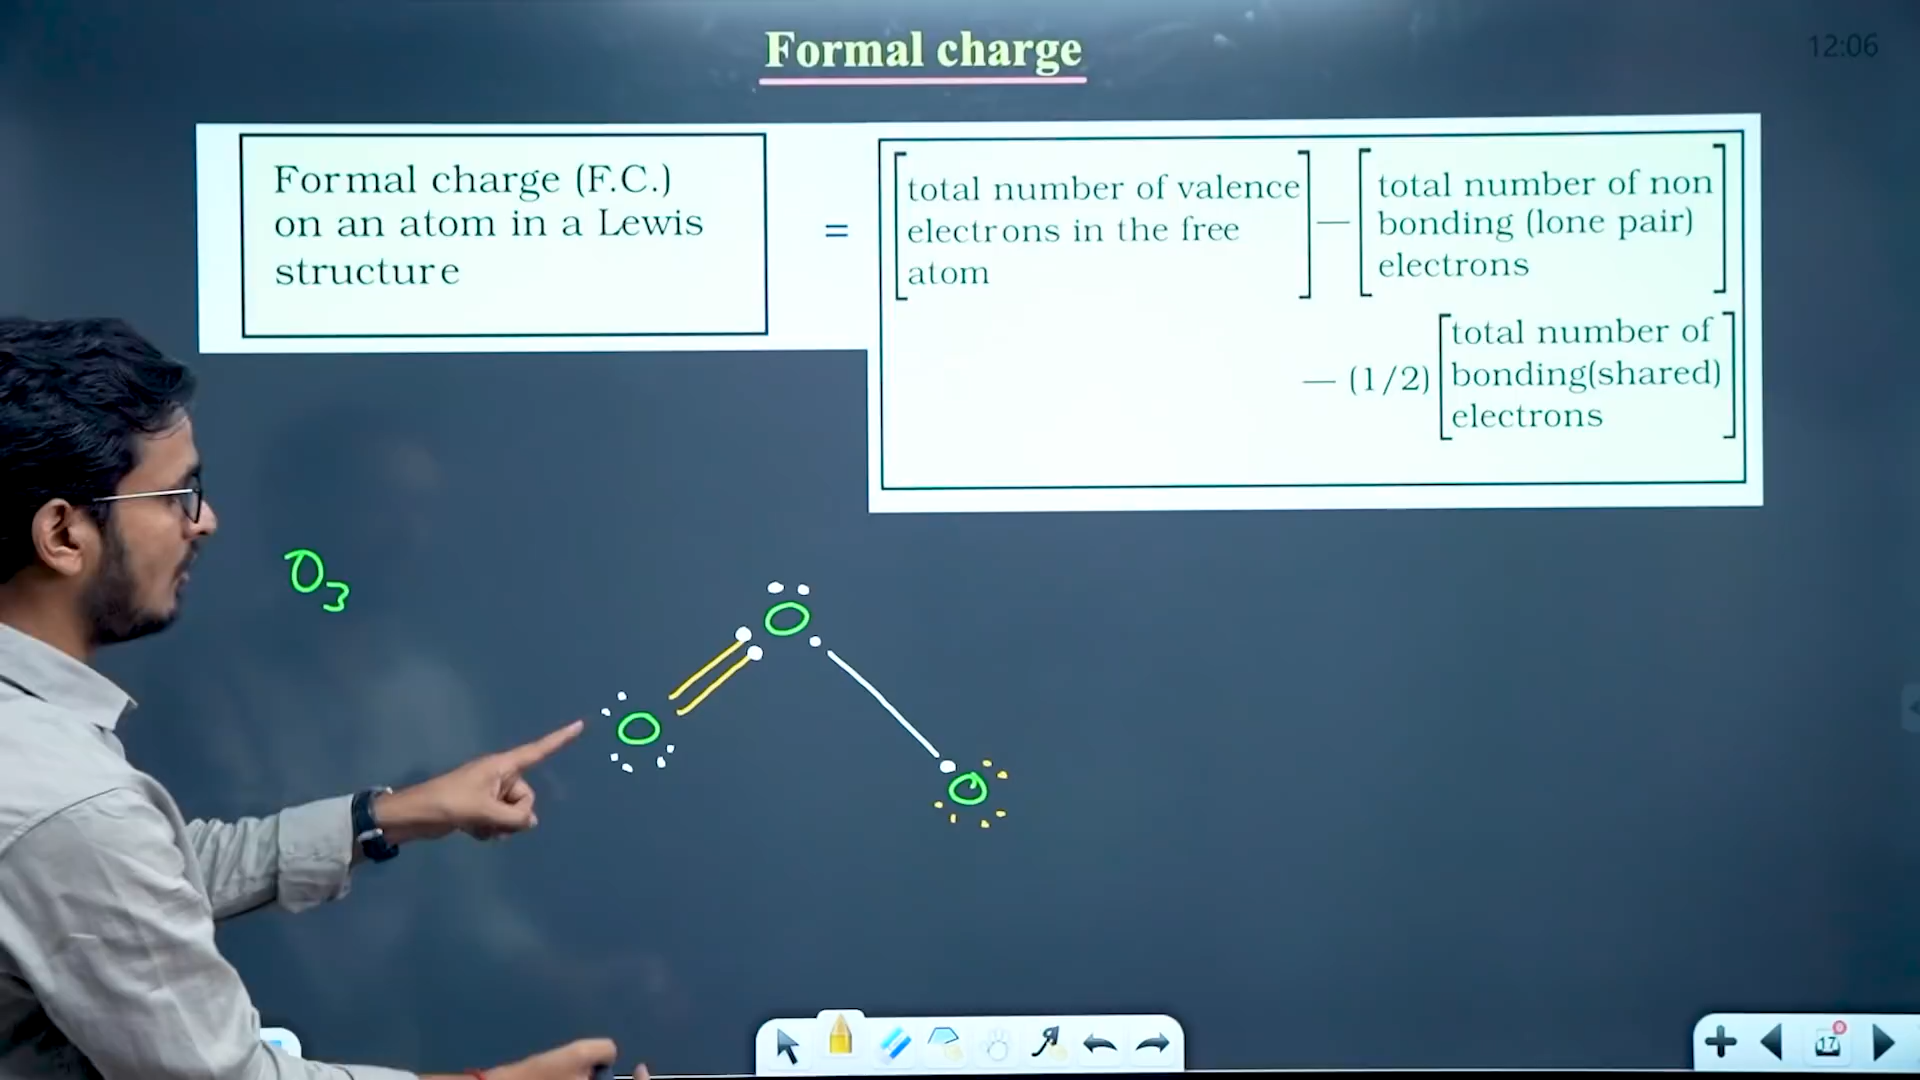 Formal charge
12:06
Formal charge (F.C.)
on an atom in a Lewis
structure
=
total number of valence
electrons in the free
atom
—
total number of non
bonding (lone pair)
electrons
— (1/2)
total number of
bonding(shared)
electrons
O3
O
O
O
17